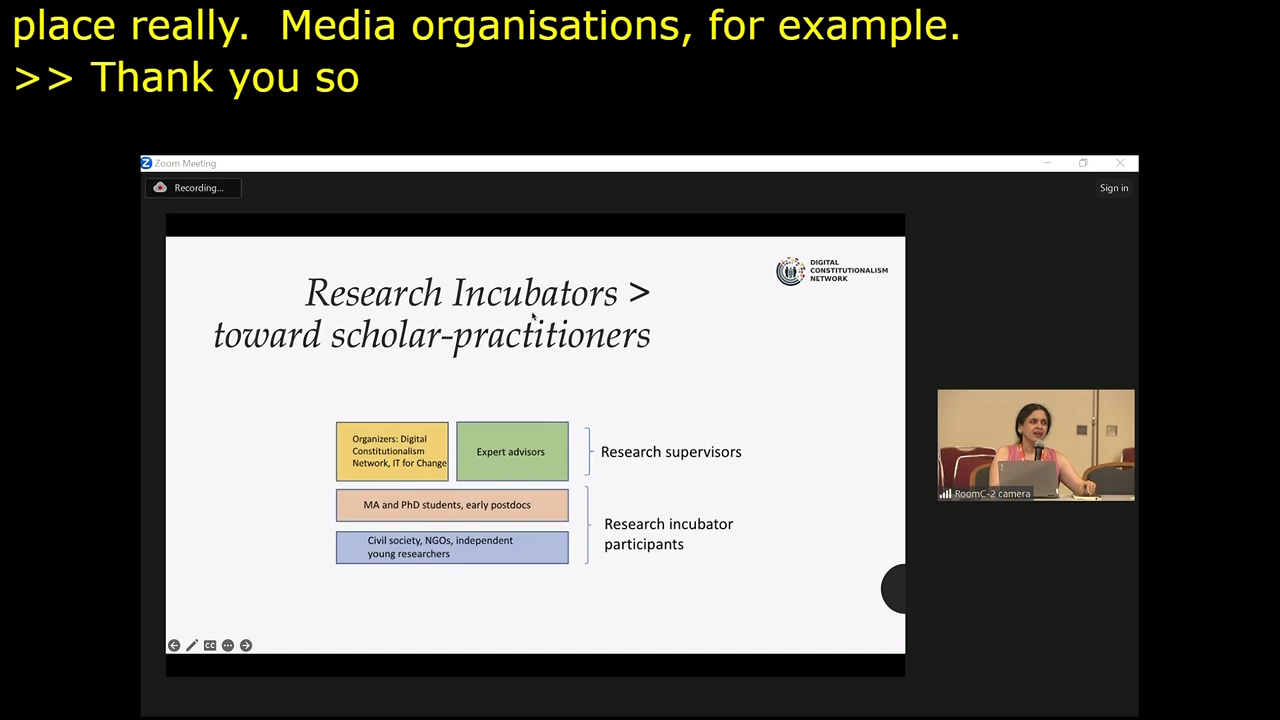 place really.  Media organisations, for example.
>> Thank you so
Zoom Meeting
Recording...
Sign in
DIGITAL
CONSTITUTIONALISM
NETWORK
Research Incubators >
toward scholar-practitioners
Organizers: Digital
Constitutionalism
Network, IT for Change
Expert advisors
Research supervisors
MA and PhD students, early postdocs
Civil society, NGOs, independent
young researchers
Research incubator
participants
RoomC-2 camera
CC